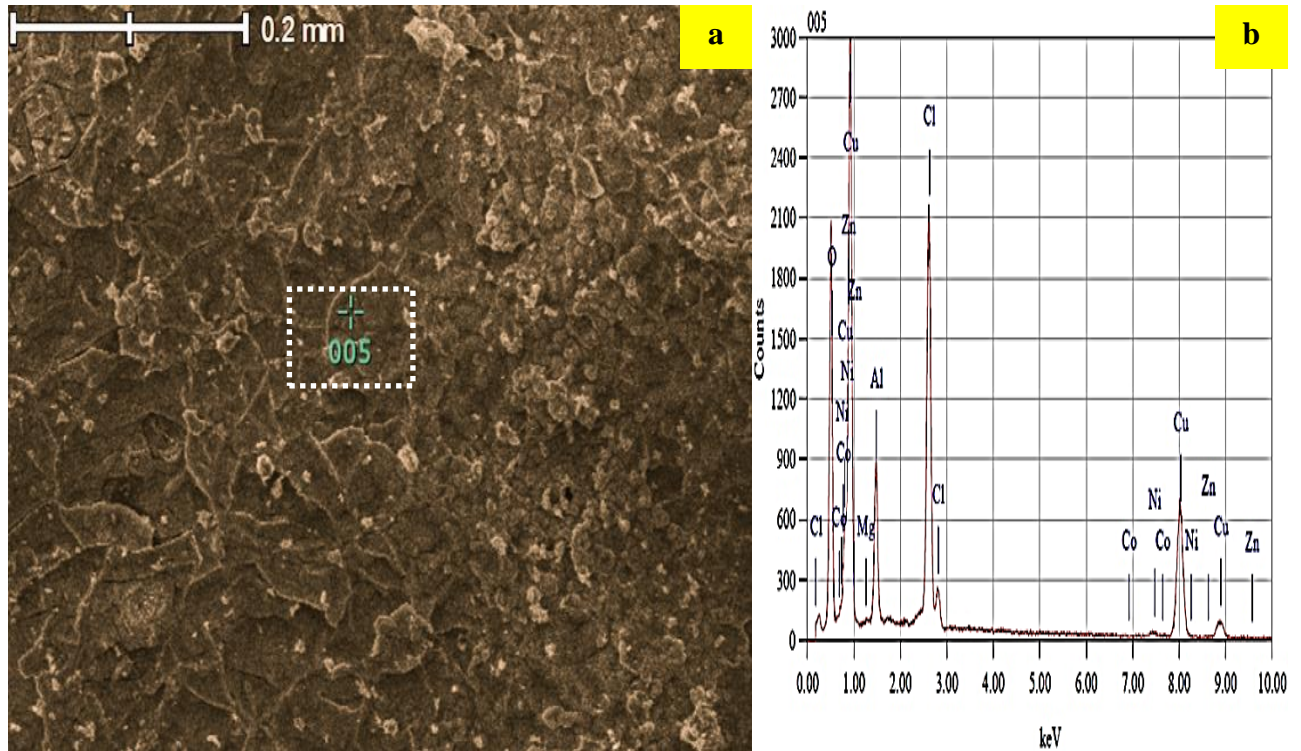 0.2 mm
a
005
005
b
3000
2700
2400
2100
1800
1500
1200
900
600
300
0
Counts
Cu
Cl
Zn
O
Zn
Cu
Ni
Al
Ni
Co
Cu
Cl
Ni
Zn
Cl
Co
Mg
Co
Co
Ni
Cu
Zn
0.00 1.00 2.00 3.00 4.00 5.00 6.00 7.00 8.00 9.00 10.00
keV